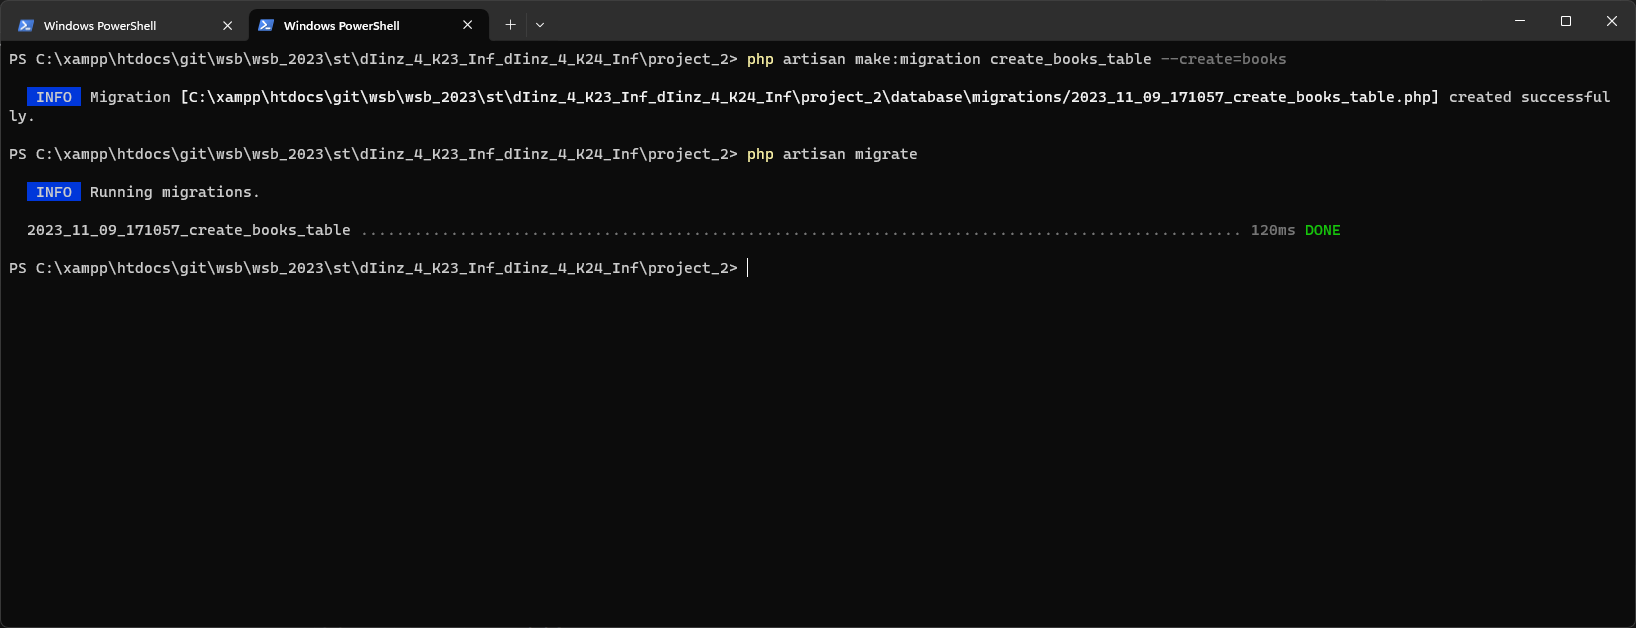 Windows PowerShell
Windows PowerShell
PS C:\xampp\htdocs\git\wsb\wsb_2023\st\dIinz_4_K23_Inf_dIinz_4_K24_Inf\project_2> php artisan make:migration create_books_table --create=books
INFO Migration [C:\xampp\htdocs\git\wsb\wsb_2023\st\dIinz_4_K23_Inf_dIinz_4_K24_Inf\project_2\database\migrations/2023_11_09_171057_create_books_table.php] created successful
ly.
PS C:\xampp\htdocs\git\wsb\wsb_2023\st\dIinz_4_K23_Inf_dIinz_4_K24_Inf\project_2> php artisan migrate
INFO Running migrations.
2023_11_09_171057_create_books_table .................................................................................................. 120ms DONE
PS C:\xampp\htdocs\git\wsb\wsb_2023\st\dIinz_4_K23_Inf_dIinz_4_K24_Inf\project_2>